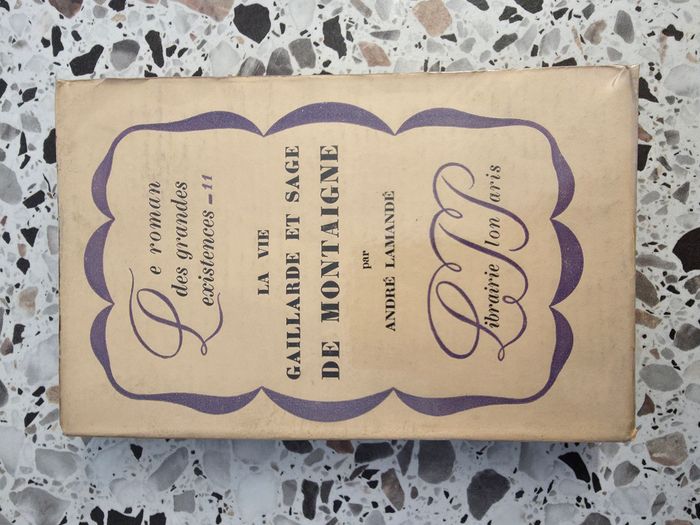 Le roman
des grandes
existences - 11
LA VIE
GAILLARDE ET SAGE
DE MONTAIGNE
par
ANDRÉ LAMANDÉ
Librairie Plon Paris